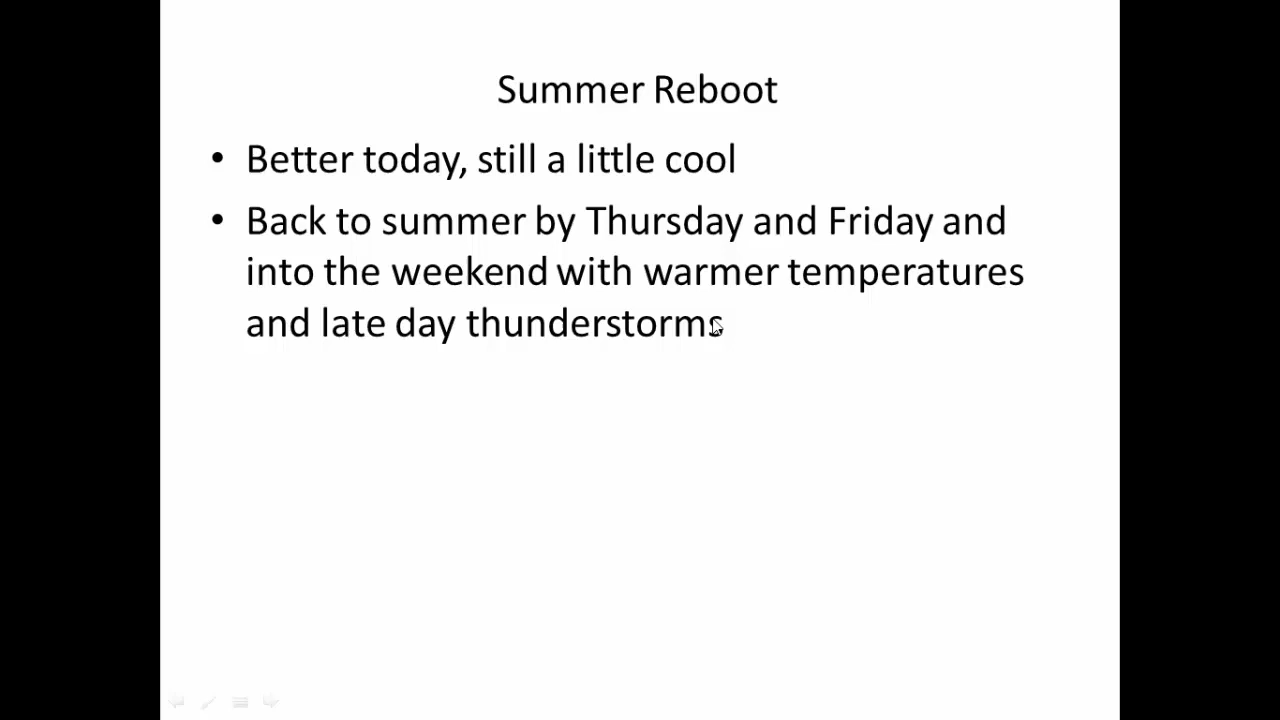 Summer Reboot
• Better today, still a little cool
• Back to summer by Thursday and Friday and
into the weekend with warmer temperatures
and late day thunderstorms